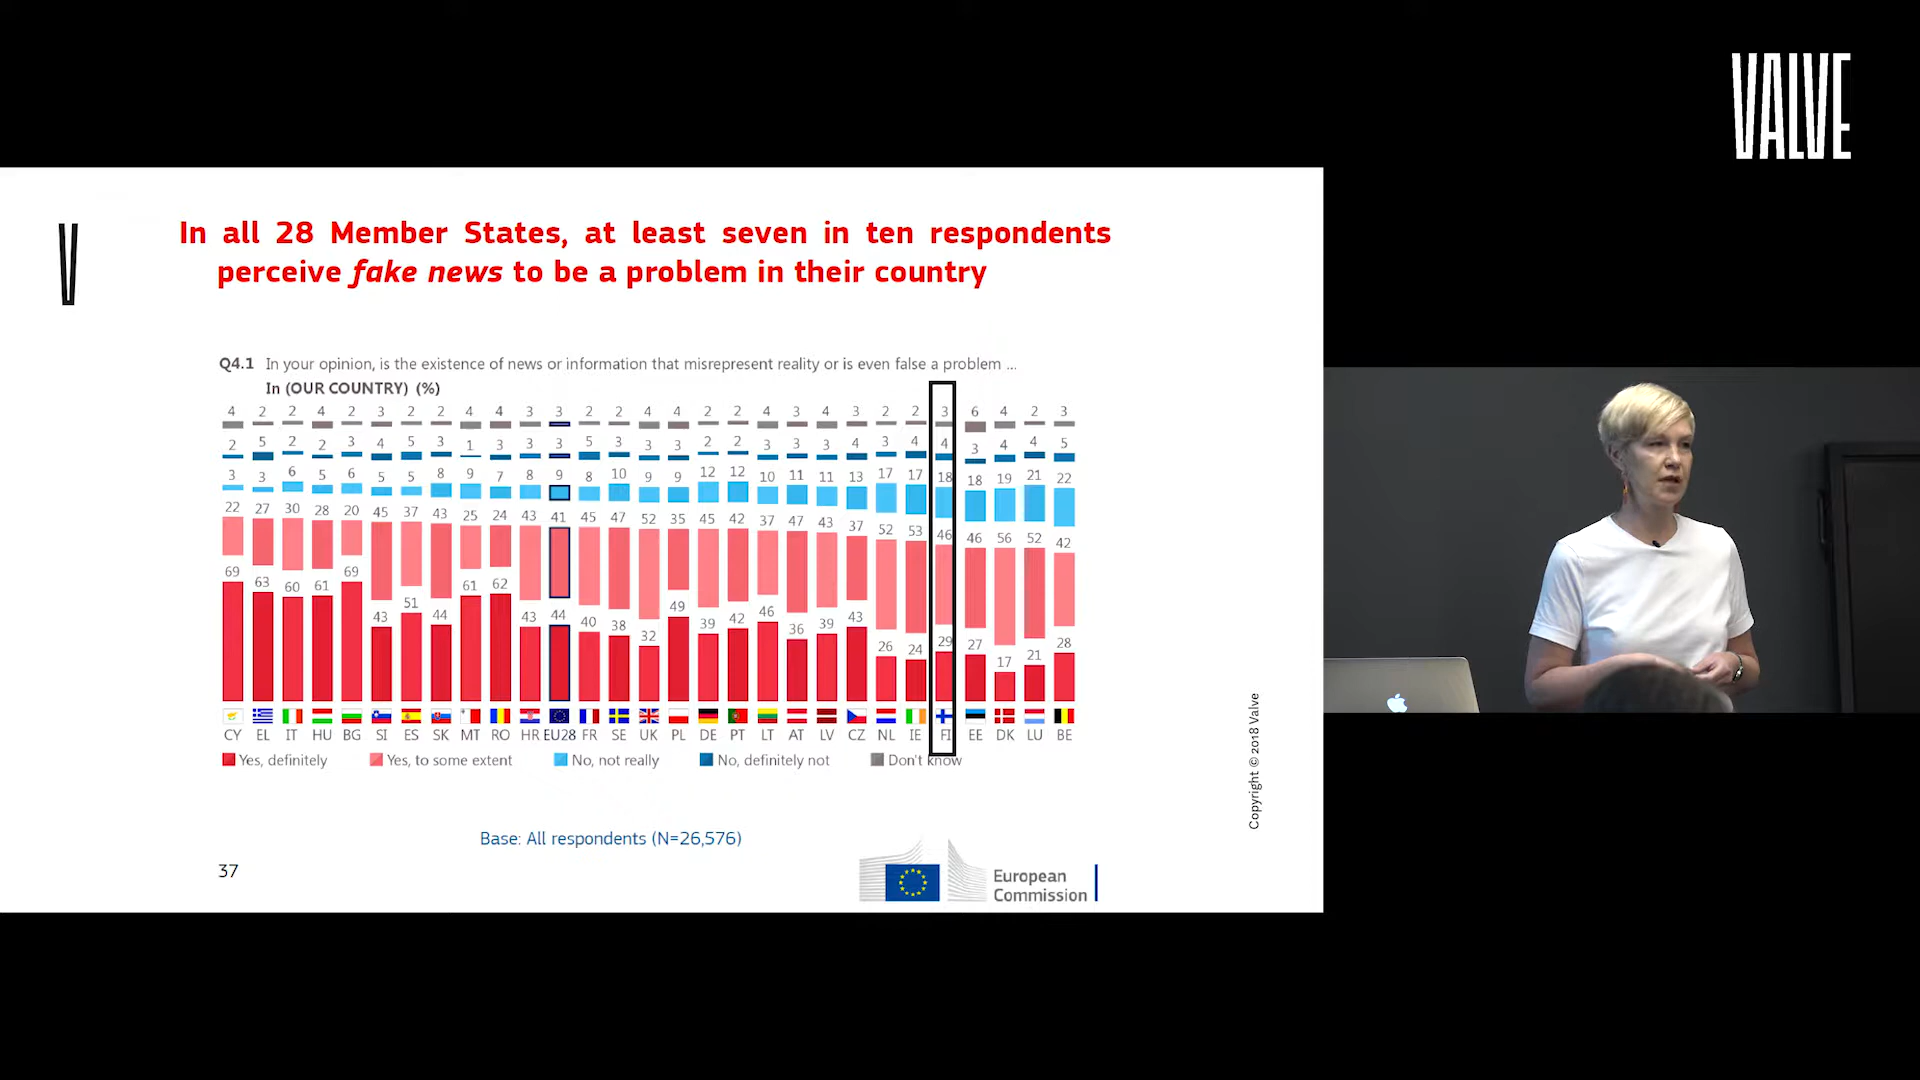 VALVE
V
In all 28 Member States, at least seven in ten respondents
perceive fake news to be a problem in their country
Q4.1 In your opinion, is the existence of news or information that misrepresent reality or is even false a problem ...
In (OUR COUNTRY) (%)
4 2 2 4 2 3 2 2 4 4 3 3 2 2 4 4 2 2 4 3 4 3 2 2 3 6 4 2 3
2 5 2 2 3 4 5 3 1 3 3 3 5 3 3 3 2 2 3 3 3 4 3 4 4 3 4 4 5
3 3 6 5 6 5 5 8 9 7 8 9 8 10 9 9 12 12 10 11 11 13 17 17 18 18 19 21 22
22 27 30 28 20 45 37 43 25 24 43 41 45 47 52 35 45 42 37 47 43 37 52 53 46 46 56 52 42
69 63 60 61 69 43 51 44 61 62 43 44 40 38 32 49 39 42 46 36 39 43 26 24 29 27 17 21 28
CY EL IT HU BG SI ES SK MT RO HR EU28 FR SE UK PL DE PT LT AT LV CZ NL IE FI EE DK LU BE
Yes, definitely Yes, to some extent No, not really No, definitely not Don't know
Base: All respondents (N=26,576)
37
European
Commission
Copyright © 2018 Valve